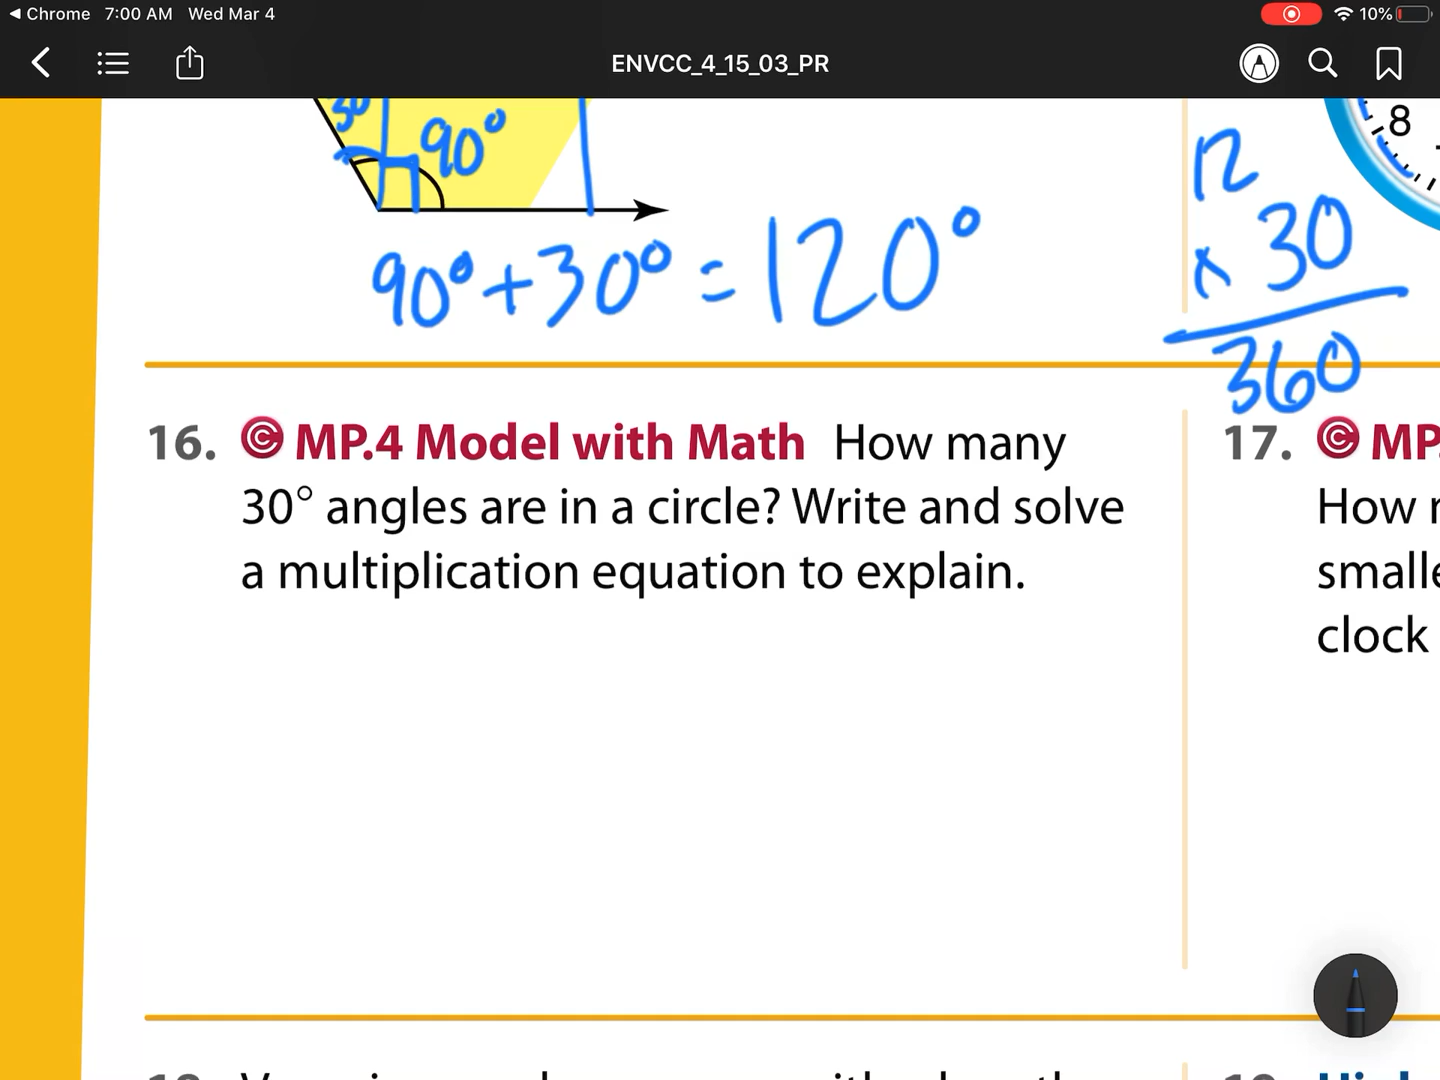 Chrome 7:00 AM Wed Mar 4
10%
ENVCC_4_15_03_PR
30
90°
90° + 30° = 120°
8
12
x 30
360
16. © MP.4 Model with Math How many
30° angles are in a circle? Write and solve
a multiplication equation to explain.
17. © MP.
How
smalle
clock